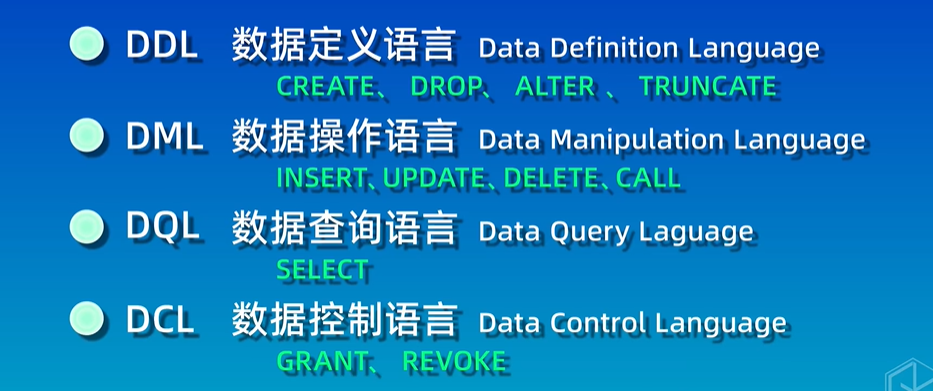 DDL 数据定义语言 Data Definition Language
CREATE、 DROP、 ALTER 、 TRUNCATE
DML 数据操作语言 Data Manipulation Language
INSERT、UPDATE、DELETE、CALL
DQL 数据查询语言 Data Query Laguage
SELECT
DCL 数据控制语言 Data Control Language
GRANT、 REVOKE